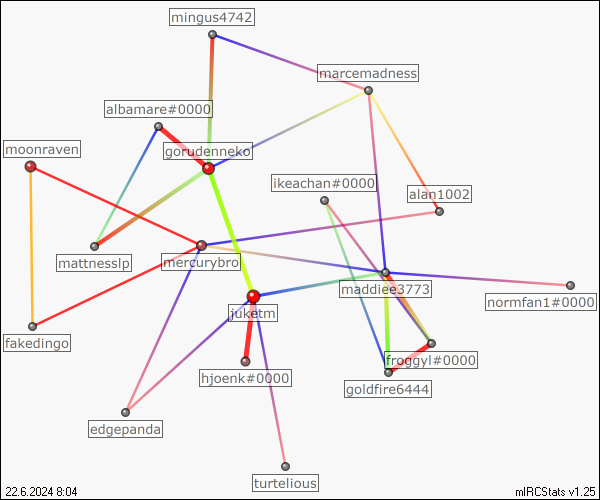 mingus4742
marcemadness
albamare#0000
moonraven
gorudenneko
ikeachan#0000
alan1002
mattnesslp
mercurybro
maddiee3773
normfan1#0000
juketm
fakedingo
froggyl#0000
hjoenk#0000
goldfire6444
edgepanda
turtelious
22.6.2024 8:04
mIRCStats v1.25